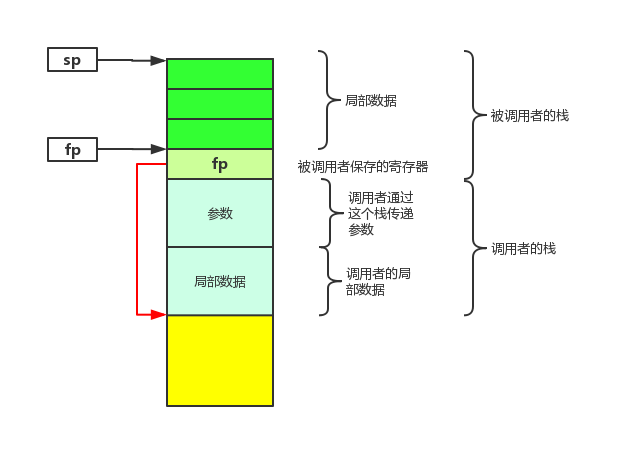 sp
局部数据
被调用者的栈
fp
fp
被调用者保存的寄存器
参数
调用者通过
这个栈传递
参数
调用者的栈
局部数据
调用者的局
部数据